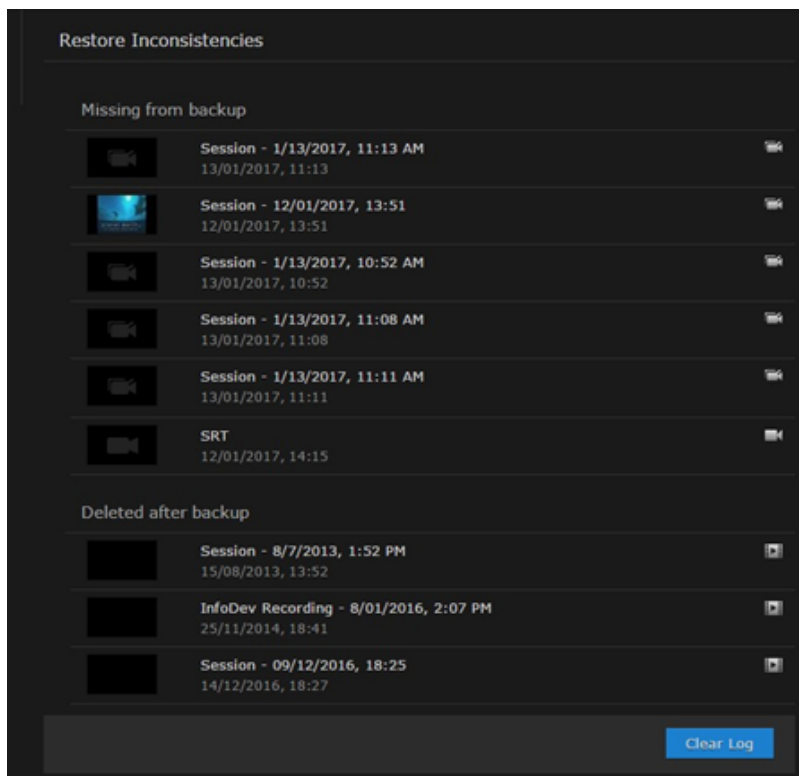 Restore Inconsistencies
Missing from backup
Session - 1/13/2017, 11:13 AM
13/01/2017, 11:13
Session - 12/01/2017, 13:51
12/01/2017, 13:51
Session - 1/13/2017, 10:52 AM
13/01/2017, 10:52
Session - 1/13/2017, 11:08 AM
13/01/2017, 11:08
Session - 1/13/2017, 11:11 AM
13/01/2017, 11:11
SRT
12/01/2017, 14:15
Deleted after backup
Session - 8/7/2013, 1:52 PM
15/08/2013, 13:52
InfoDev Recording - 8/01/2016, 2:07 PM
25/11/2014, 18:41
Session - 09/12/2016, 18:25
14/12/2016, 18:27
Clear Log